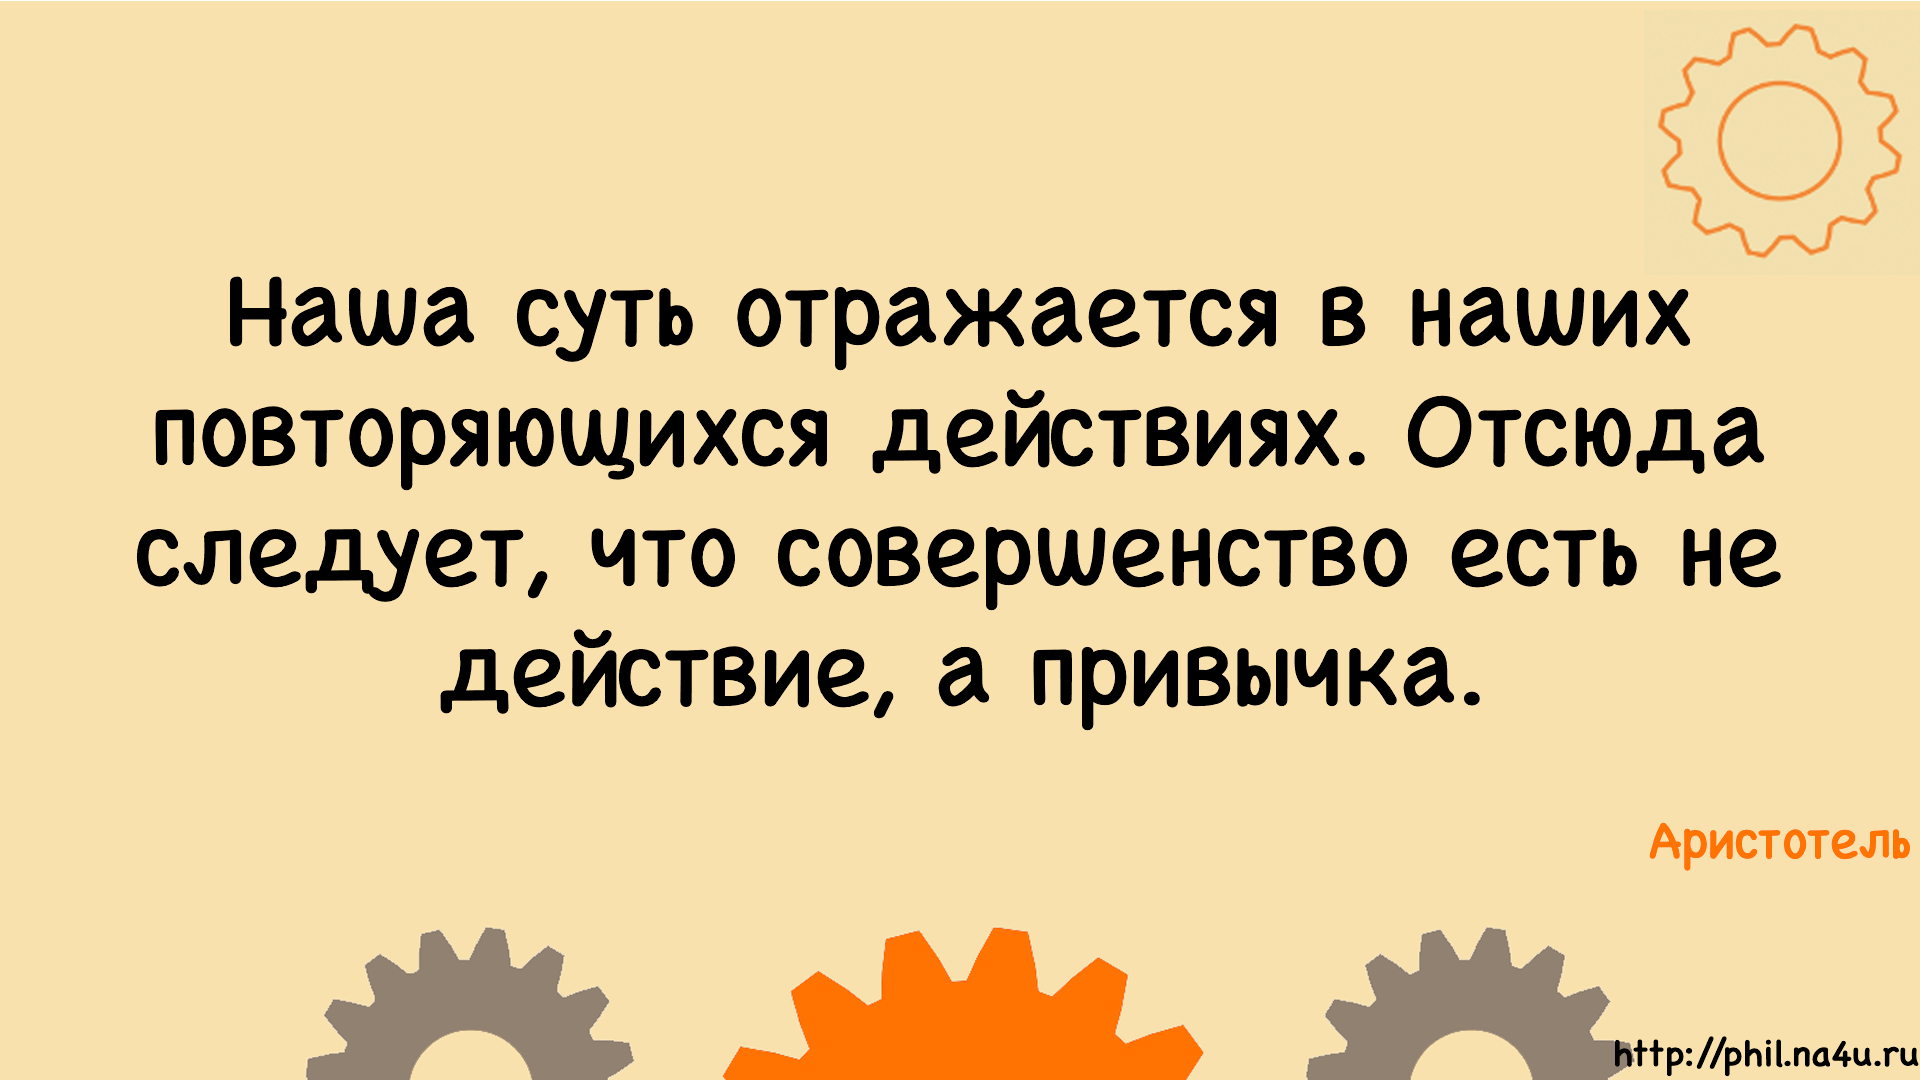 Наша суть отражается в наших
повторяющихся действиях. Отсюда
следует, что совершенство есть не
действие, а привычка.
Аристотель
http://phil.na4u.ru